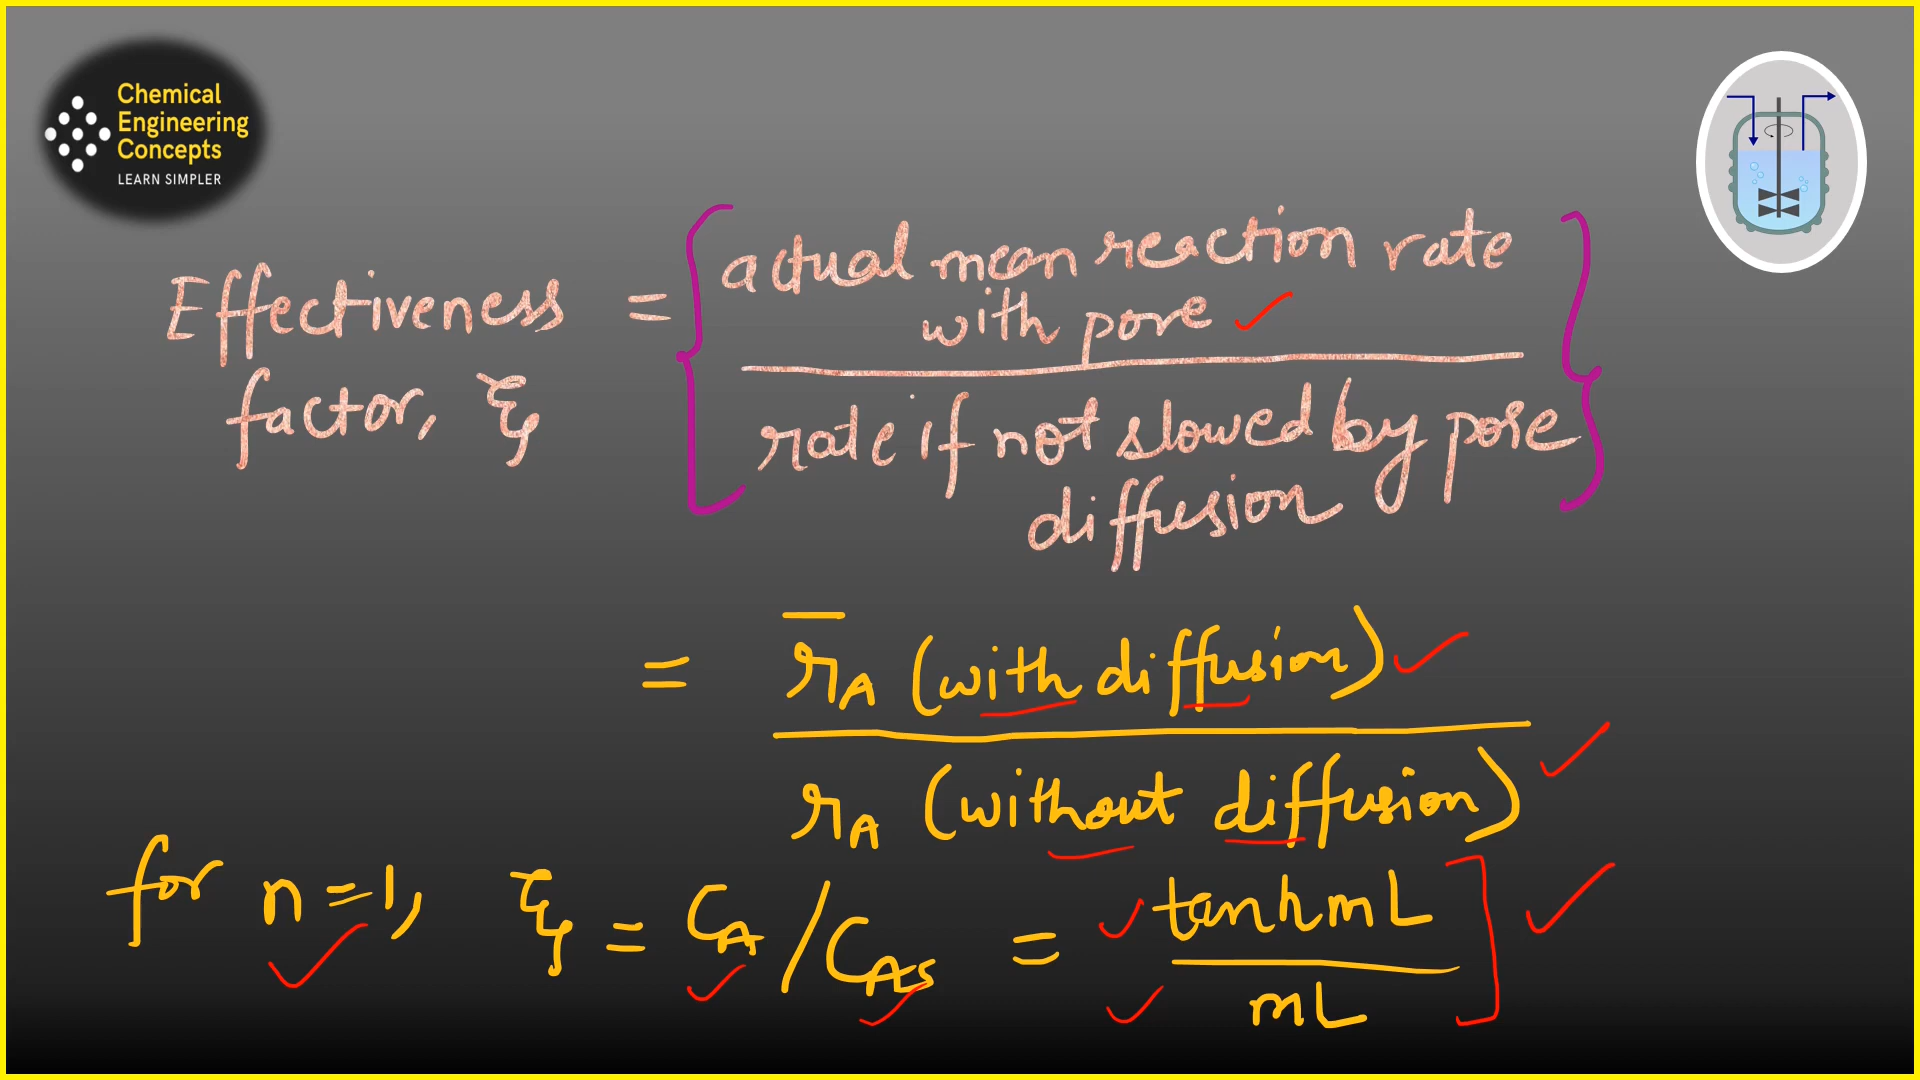 Chemical
Engineering
Concepts
LEARN SIMPLER
Effectiveness
factor, ξ
=
actual mean reaction rate
with pore
rate if not slowed by pore
diffusion
= r̅A (with diffusion)
rA (without diffusion)
for n=1, ξ = CA/CAs = tanh mL
mL